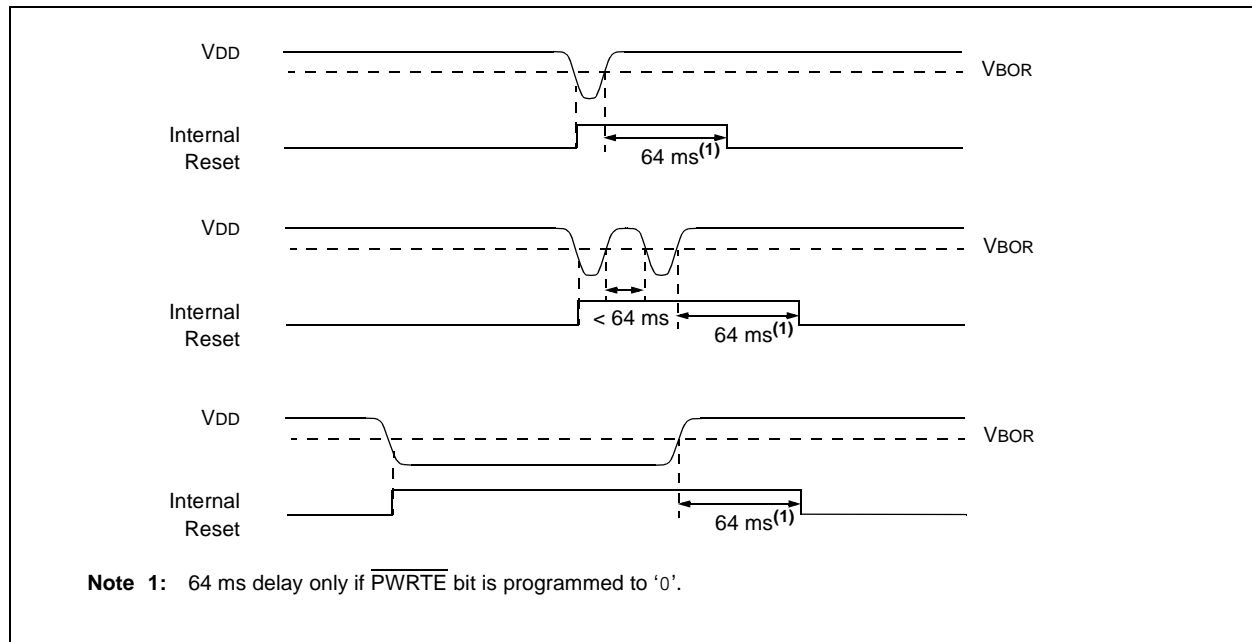 VDD
VBOR
Internal
Reset
64 ms(1)
VDD
VBOR
Internal
Reset
< 64 ms
64 ms(1)
VDD
VBOR
Internal
Reset
64 ms(1)
Note 1: 64 ms delay only if PWRTE bit is programmed to ‘0’.